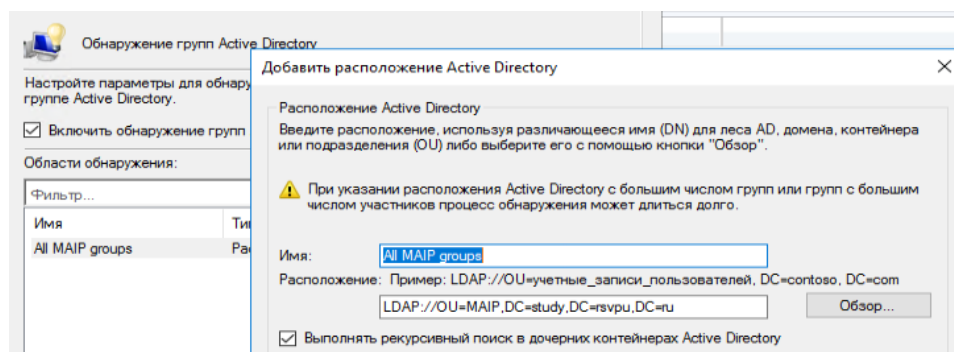 Обнаружение групп Active Directory
Добавить расположение Active Directory
Настройте параметры для обнару
группе Active Directory.
Включить обнаружение групп
Области обнаружения:
Фильтр...
Имя
All MAIP groups
Расположение Active Directory
Введите расположение, используя различающееся имя (DN) для леса AD, домена, контейнера
или подразделения (OU) либо выберите его с помощью кнопки "Обзор".
При указании расположения Active Directory с большим числом групп или групп с большим
числом участников процесс обнаружения может длиться долго.
Имя:
All MAIP groups
Расположение: Пример: LDAP://OU=учетные_записи_пользователей, DC=contoso, DC=com
LDAP://OU=MAIP,DC=study,DC=rsvpu,DC=ru
Обзор...
Выполнять рекурсивный поиск в дочерних контейнерах Active Directory